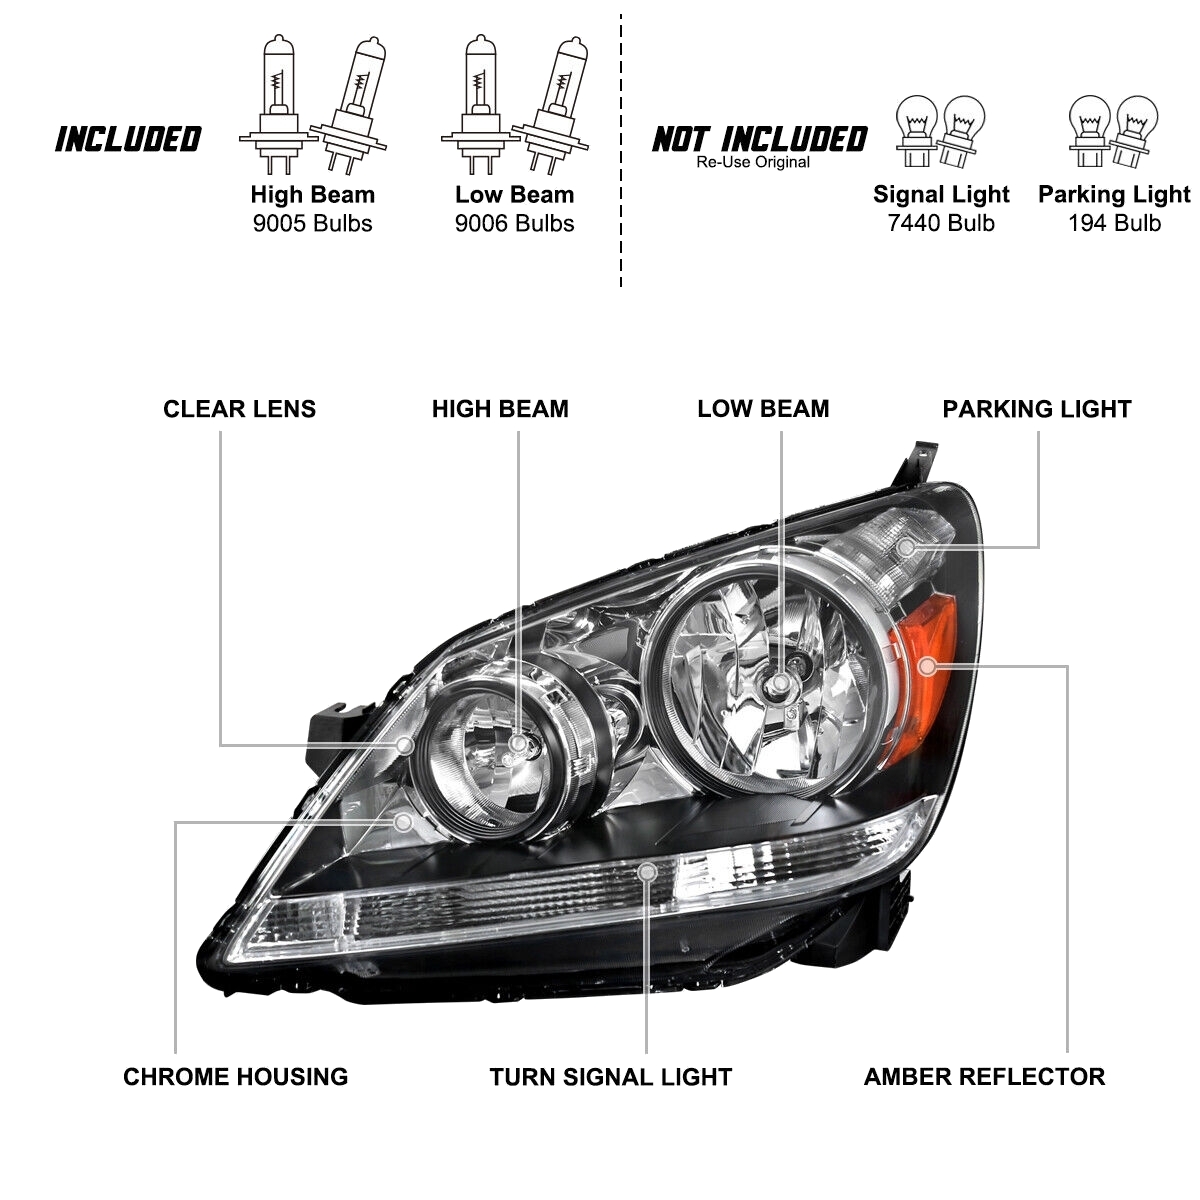 INCLUDED
High Beam
9005 Bulbs
Low Beam
9006 Bulbs
NOT INCLUDED
Re-Use Original
Signal Light
7440 Bulb
Parking Light
194 Bulb
CLEAR LENS
HIGH BEAM
LOW BEAM
PARKING LIGHT
CHROME HOUSING
TURN SIGNAL LIGHT
AMBER REFLECTOR